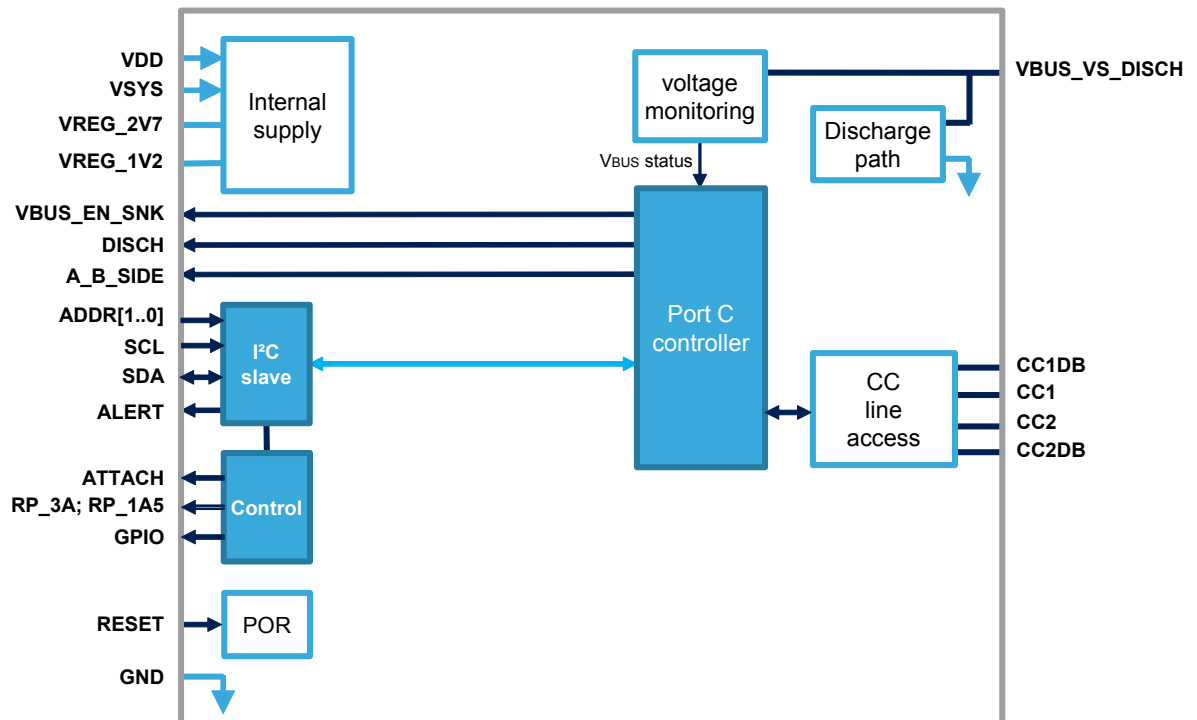 VDD
VSYS
VREG_2V7
VREG_1V2
Internal
supply
voltage
monitoring
VBUS_VS_DISCH
Discharge
path
VBUS status
VBUS_EN_SNK
DISCH
A_B_SIDE
Port C
controller
ADDR[1..0]
SCL
SDA
ALERT
I²C
slave
CC
line
access
CC1DB
CC1
CC2
CC2DB
ATTACH
RP_3A; RP_1A5
GPIO
Control
RESET
POR
GND